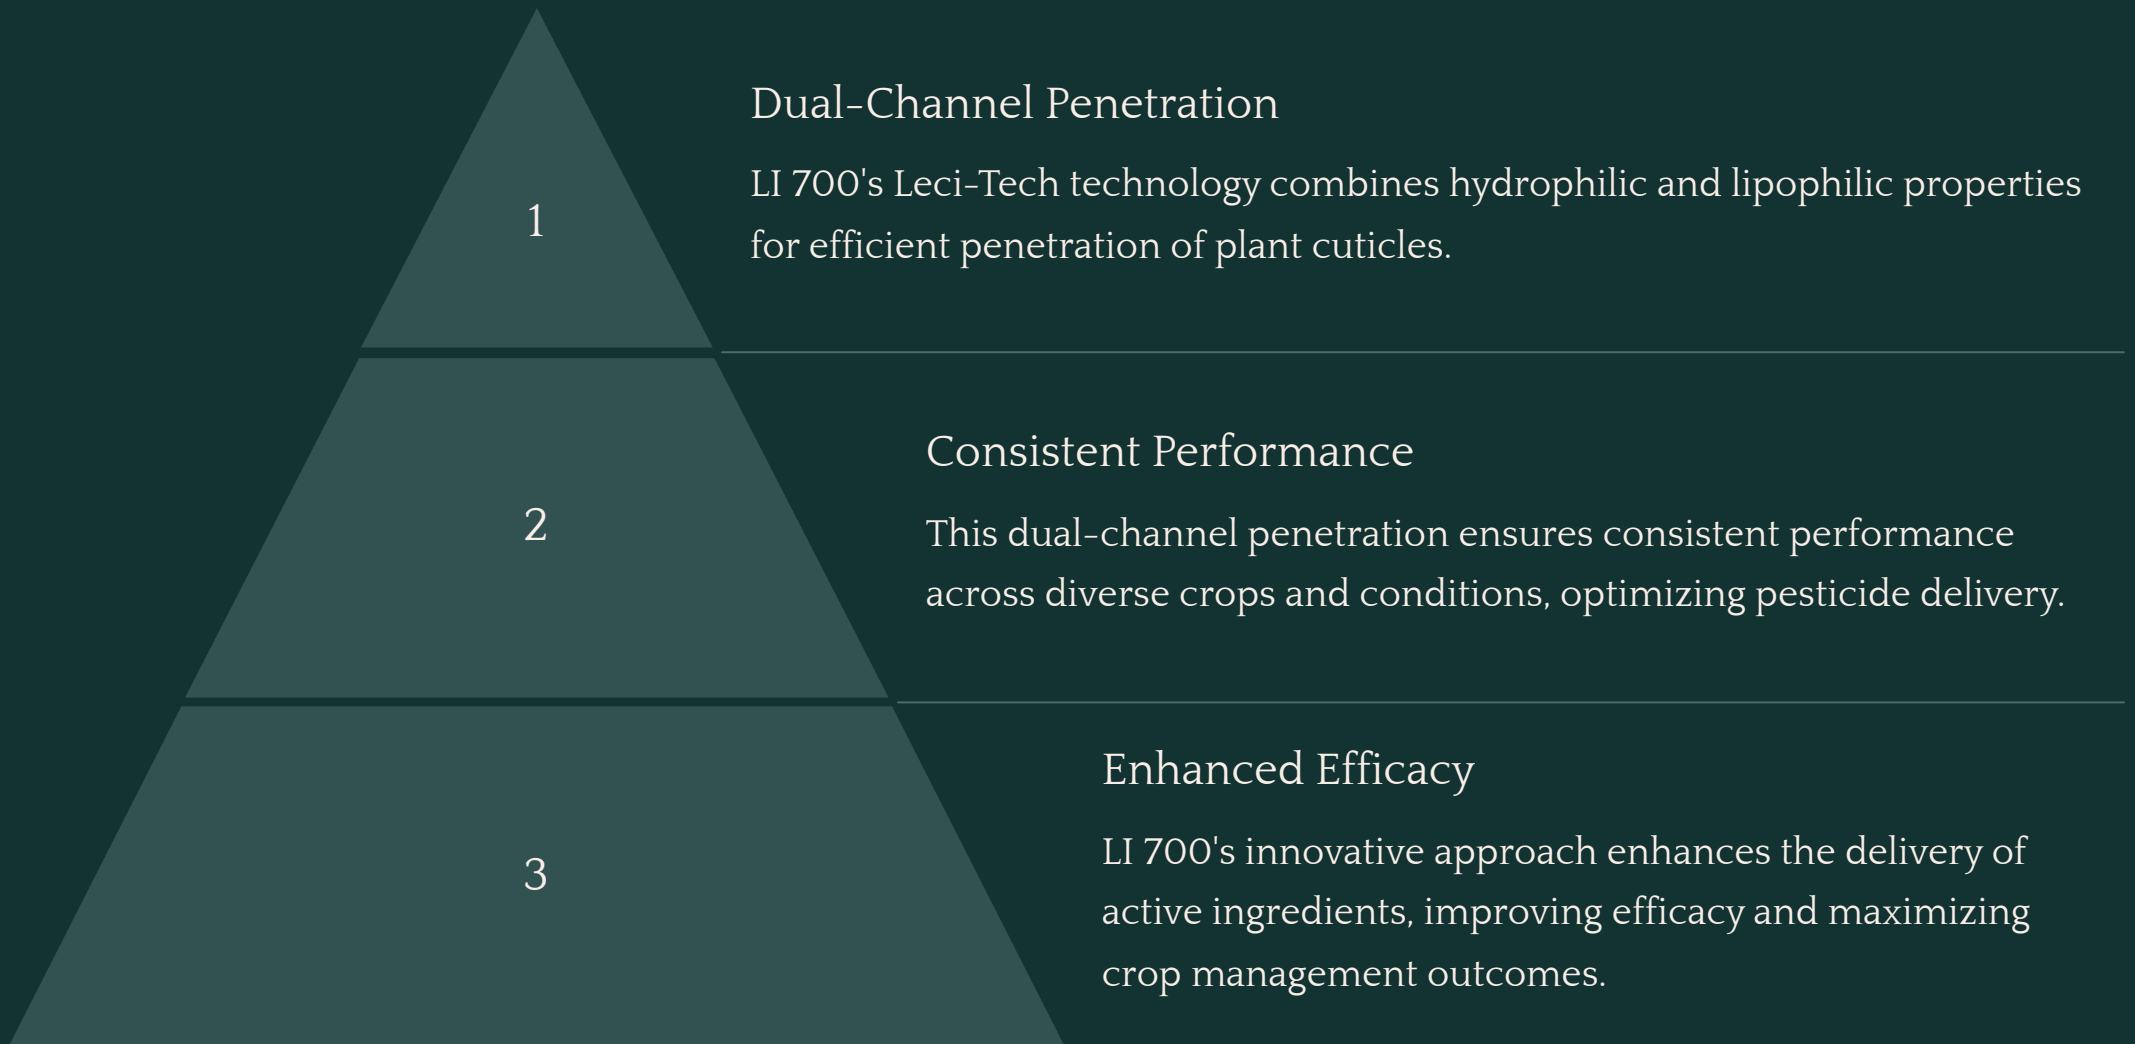 1
Dual-Channel Penetration
LI 700's Leci-Tech technology combines hydrophilic and lipophilic properties
for efficient penetration of plant cuticles.
2
Consistent Performance
This dual-channel penetration ensures consistent performance
across diverse crops and conditions, optimizing pesticide delivery.
3
Enhanced Efficacy
LI 700's innovative approach enhances the delivery of
active ingredients, improving efficacy and maximizing
crop management outcomes.